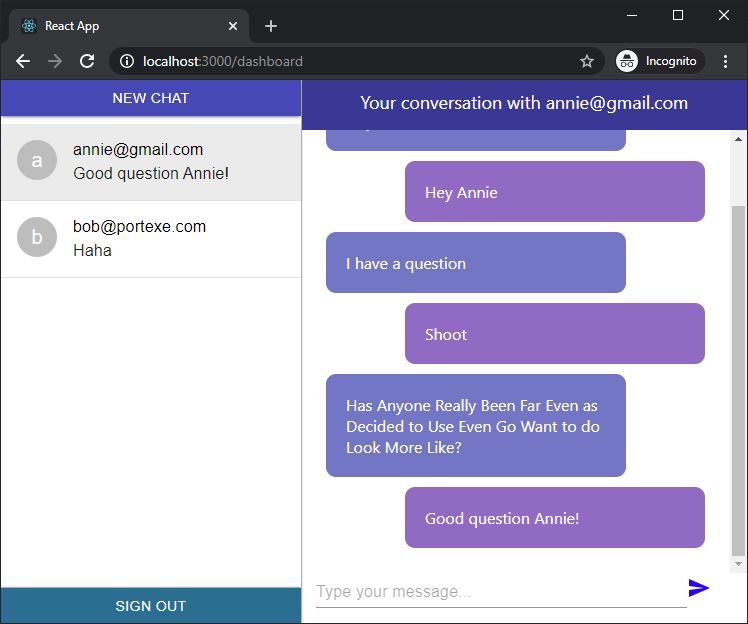 React App
localhost:3000/dashboard
Incognito
NEW CHAT
a
annie@gmail.com
Good question Annie!
b
bob@portexe.com
Haha
SIGN OUT
Your conversation with annie@gmail.com
Hey Annie
I have a question
Shoot
Has Anyone Really Been Far Even as
Decided to Use Even Go Want to do
Look More Like?
Good question Annie!
Type your message...